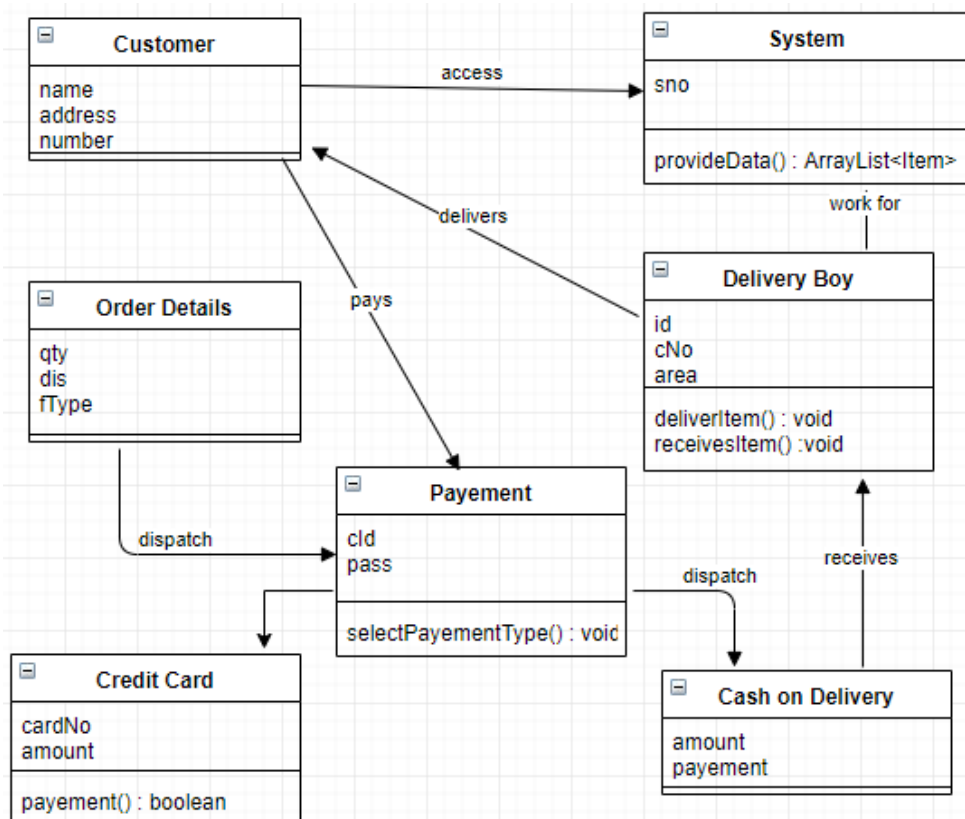 Customer
name
address
number
access
System
sno
provideData() : ArrayList<Item>
work for
delivers
Delivery Boy
id
cNo
area
deliverItem() : void
receivesItem() :void
pays
Order Details
qty
dis
fType
dispatch
Payement
cId
pass
selectPayementType() : void
dispatch
receives
Credit Card
cardNo
amount
payement() : boolean
Cash on Delivery
amount
payement